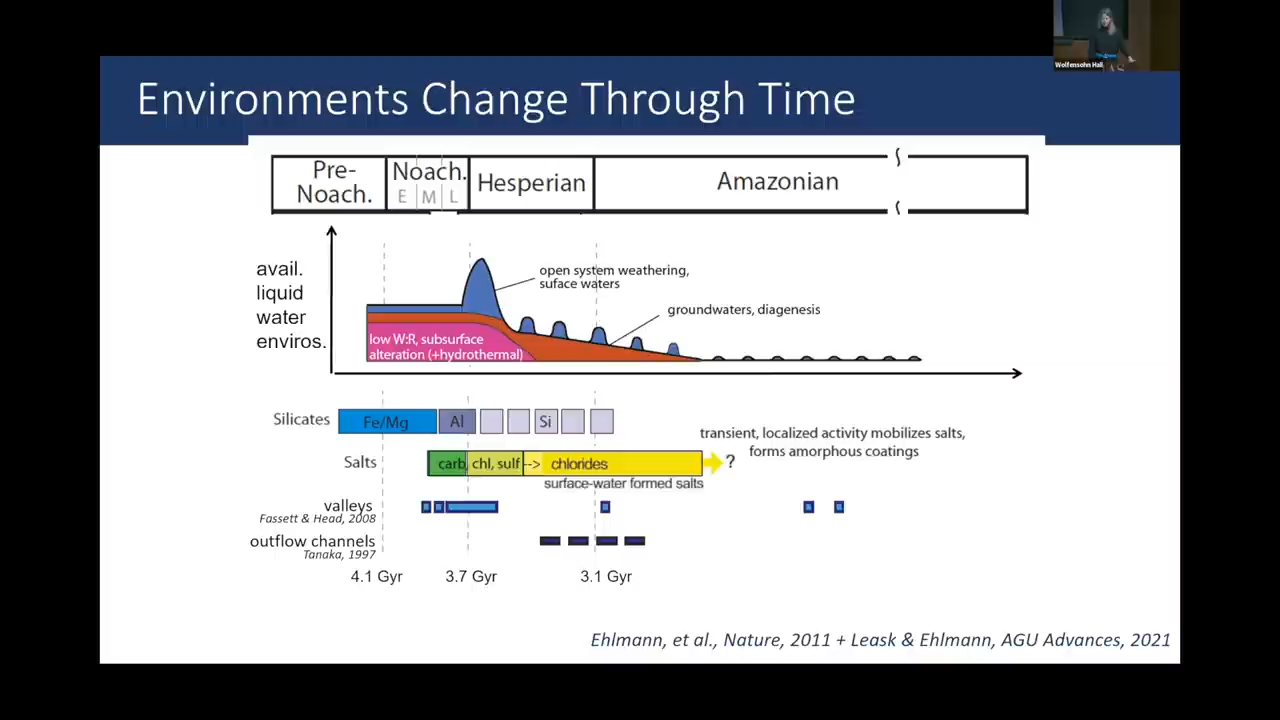 Wolfensohn Hall
Environments Change Through Time
Pre-
Noach.
Noach.
E | M | L
Hesperian
Amazonian
avail.
liquid
water
enviros.
open system weathering,
suface waters
groundwaters, diagenesis
low W:R, subsurface
alteration (+hydrothermal)
Silicates
Fe/Mg
Al
Si
transient, localized activity mobilizes salts,
forms amorphous coatings
Salts
carb, chl, sulf --> chlorides
?
surface-water formed salts
valleys
Fassett & Head, 2008
outflow channels
Tanaka, 1997
4.1 Gyr
3.7 Gyr
3.1 Gyr
Ehlmann, et al., Nature, 2011 + Leask & Ehlmann, AGU Advances, 2021